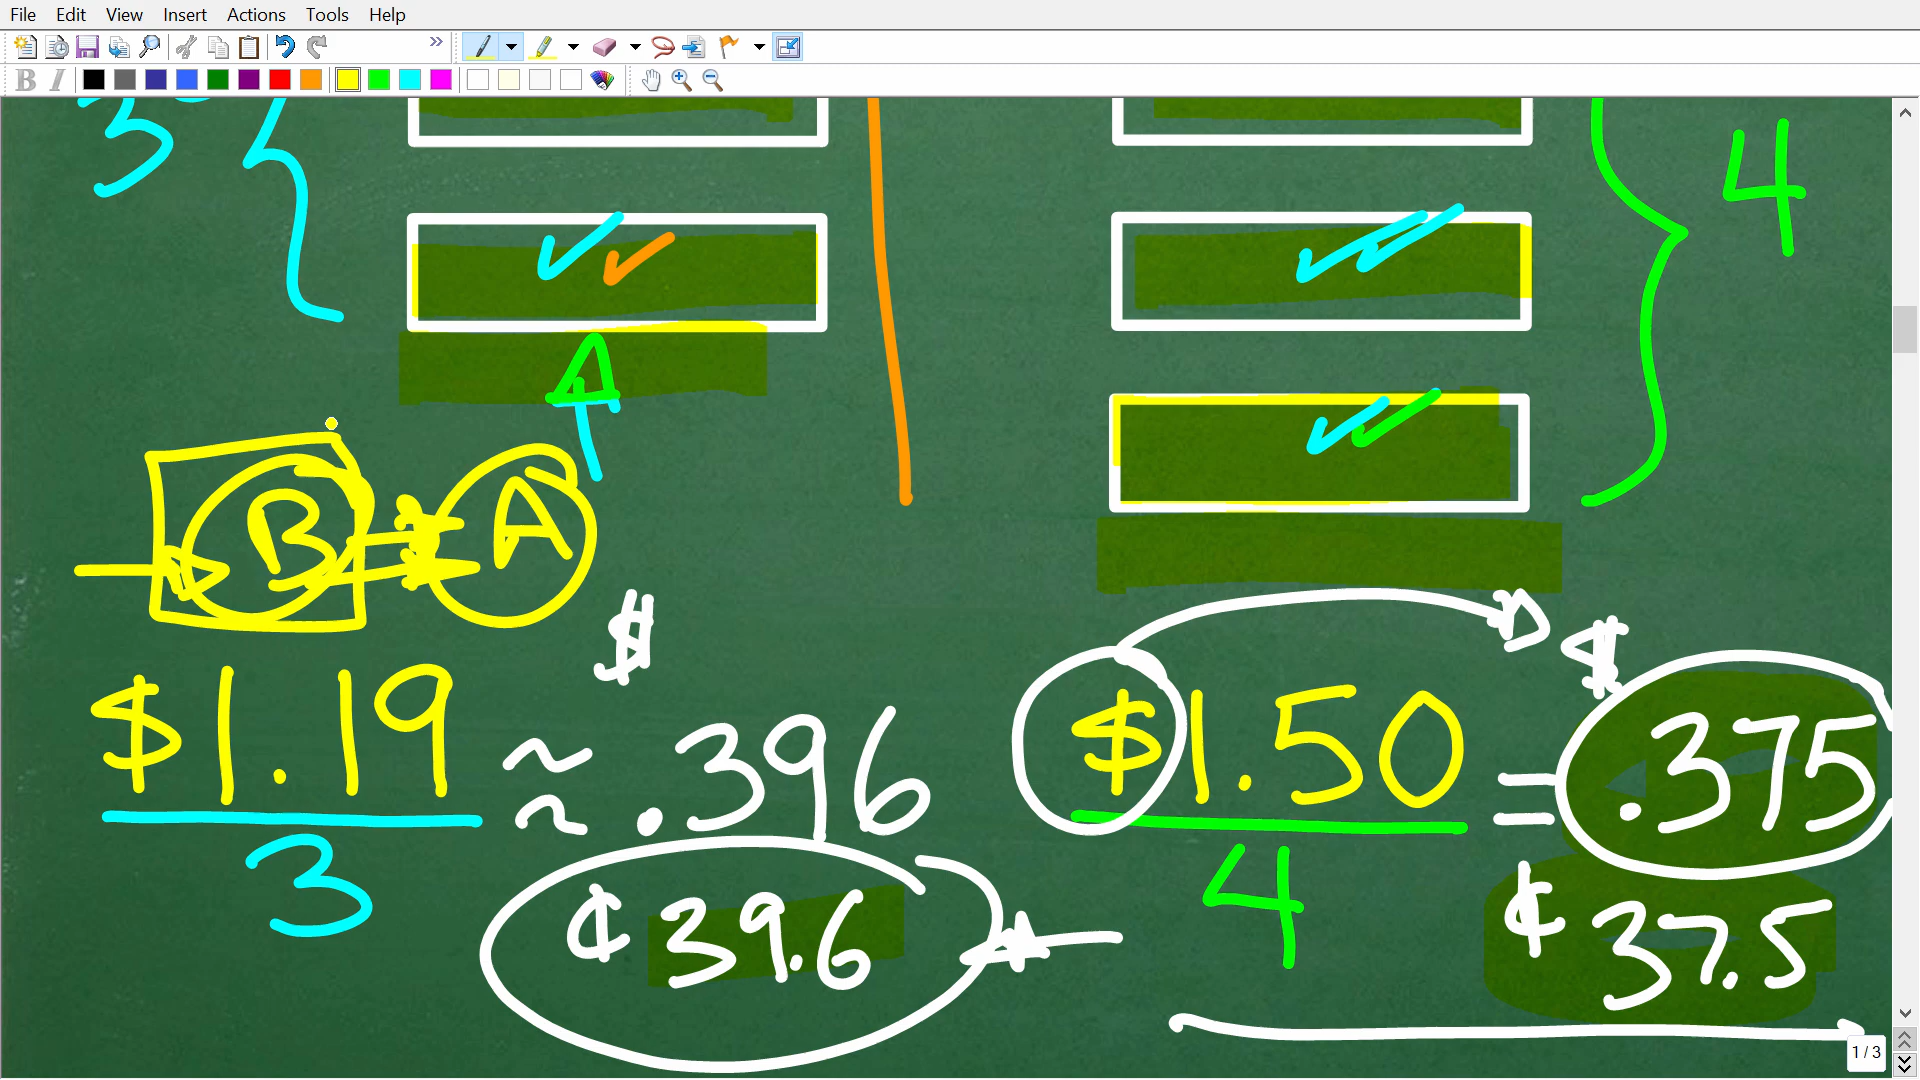 File Edit View Insert Actions Tools Help
B I
3
4
A
B A
$
$1.19
3
≈ .396
¢ 39.6
$1.50
4
=
$
.375
¢ 37.5
1 / 3